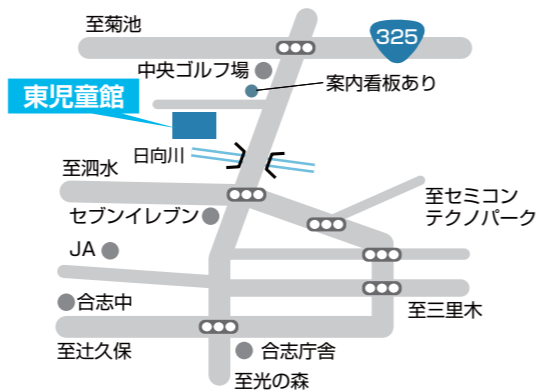 至菊池
325
中央ゴルフ場
案内看板あり
東児童館
日向川
至泗水
至セミコン
テクノパーク
セブンイレブン
JA
合志中
至三里木
至辻久保
合志庁舎
至光の森